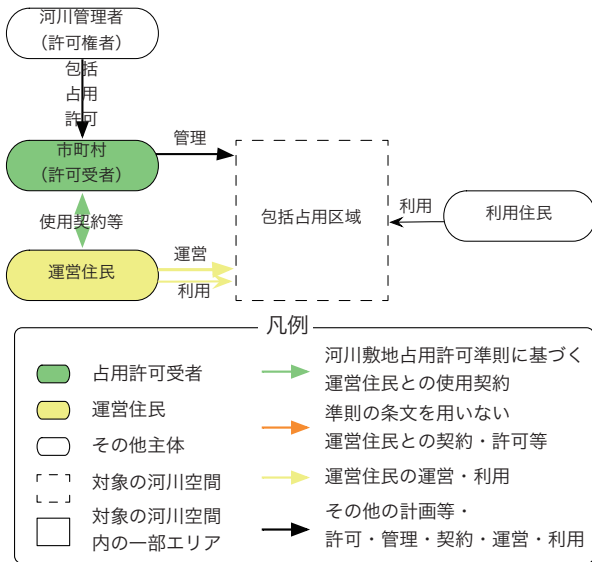 河川管理者
（許可権者）
包括
占用
許可
市町村
（許可受者）
管理
使用契約等
包括占用区域
利用
利用住民
運営住民
運営
利用
凡例
占用許可受者
運営住民
その他主体
対象の河川空間
対象の河川空間
内の一部エリア
河川敷地占用許可準則に基づく
運営住民との使用契約
準則の条文を用いない
運営住民との契約・許可等
運営住民の運営・利用
その他の計画等・
許可・管理・契約・運営・利用